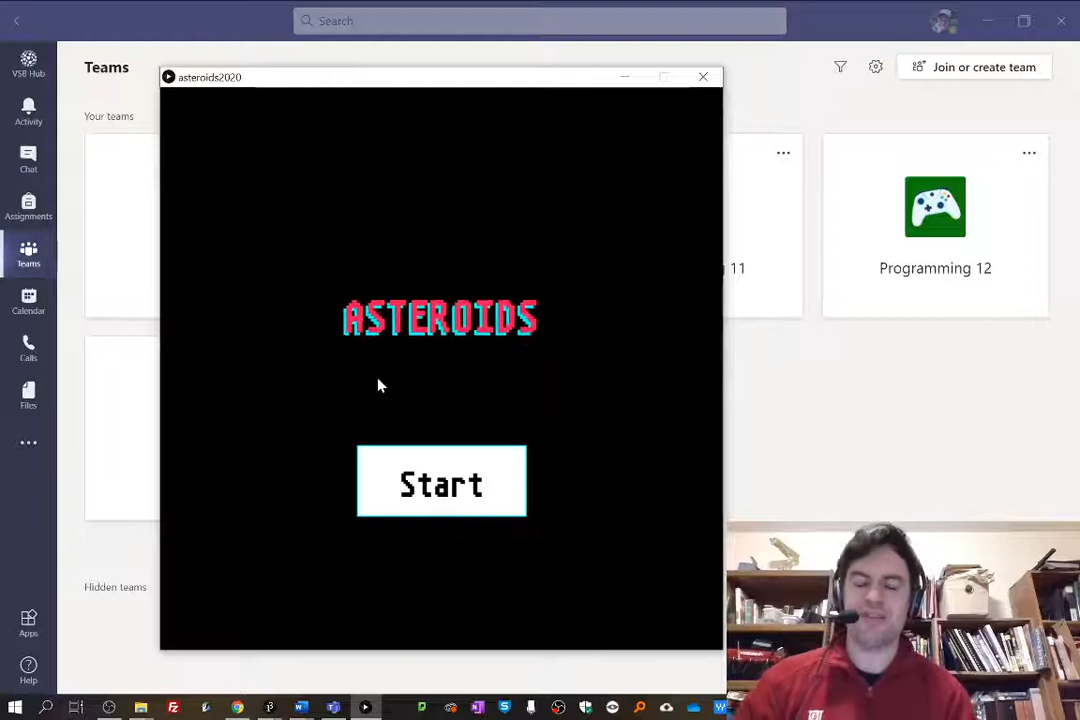 Search
VSB Hub
Activity
Chat
Assignments
Teams
Calendar
Calls
Files
Apps
Help
Teams
Join or create team
Your teams
asteroids2020
ASTEROIDS
Start
11
Programming 12
Hidden teams